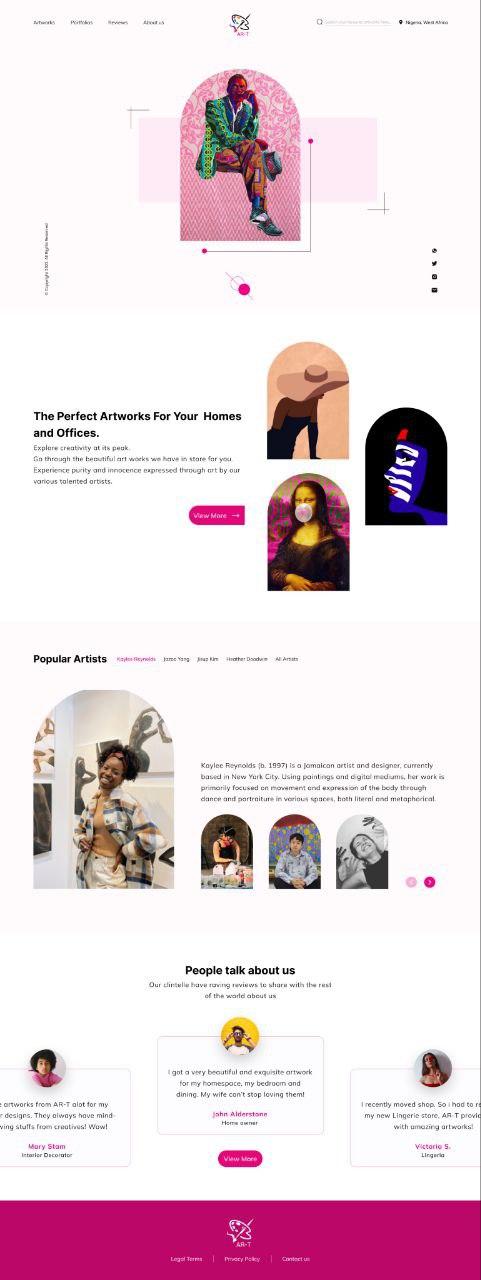 Artworks
Portfolios
Reviews
About us
AR-T
Search your favourite artworks here...
Nigeria, West Africa
© Copyright 2022. All Rights Reserved
The Perfect Artworks For Your Homes
and Offices.
Explore creativity at its peak.
Go through the beautiful art works we have in store for you.
Experience purity and innocence expressed through art by our
various talented artists.
View More
Popular Artists
Kaylee Reynolds
Jazoo Yang
Jisup Kim
Heather Goodwin
All Artists
Kaylee Reynolds (b. 1997) is a Jamaican artist and designer, currently
based in New York City. Using paintings and digital mediums, her work is
primarily focused on movement and expression of the body through
dance and portraiture in various spaces, both literal and metaphorical.
People talk about us
Our clintelle have raving reviews to share with the rest
of the world about us
artworks from AR-T alot for my
r designs. They always have mind-
wing stuffs from creatives! Wow!
Mary Stam
Interior Decorator
I got a very beautiful and exquisite artwork
for my homespace, my bedroom and
dining. My wife can't stop loving them!
John Alderstone
Home owner
I recently moved shop. So i had to re
my new Lingerie store, AR-T provid
with amazing artworks!
Victoria S.
Lingeria
View More
AR-T
Legal Terms
Privacy Policy
Contact us